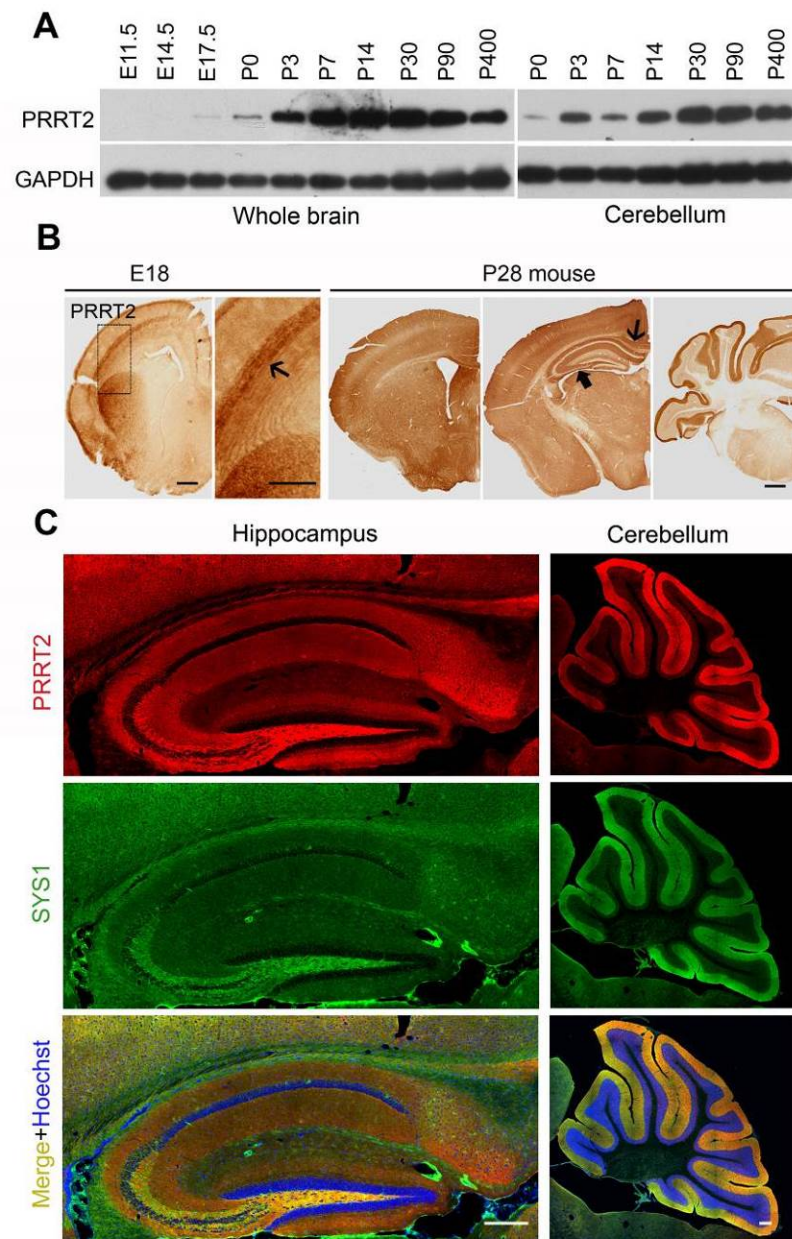 A
E11.5 E14.5 E17.5 P0 P3 P7 P14 P30 P90 P400 P0 P3 P7 P14 P30 P90 P400
PRRT2
GAPDH
Whole brain Cerebellum
B
E18 P28 mouse
PRRT2
C
Hippocampus Cerebellum
PRRT2
SYS1
Merge+Hoechst